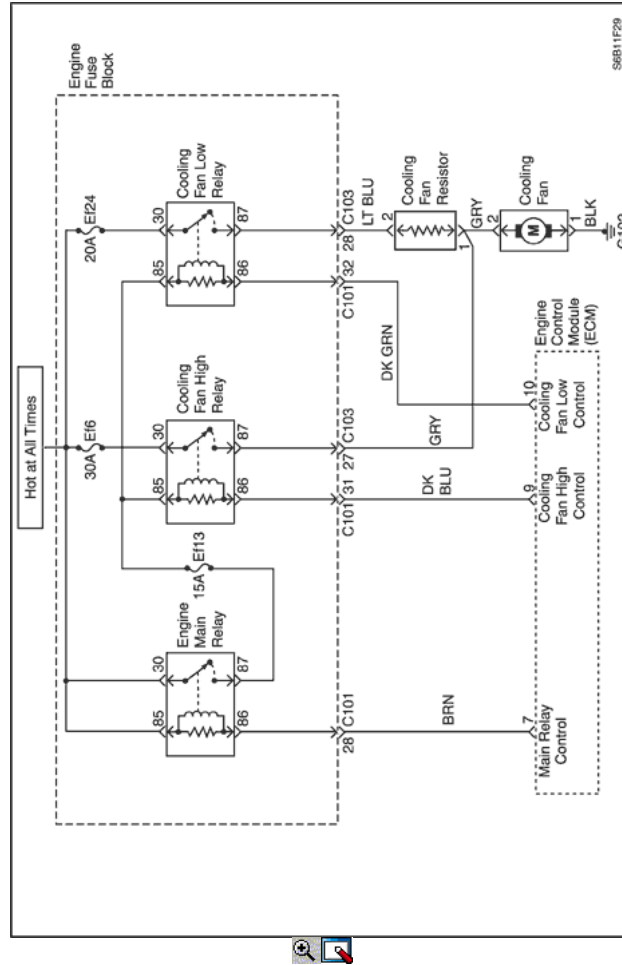 Hot at All Times
Engine
Fuse
Block
30A Ef6
20A Ef24
Engine
Main
Relay
85
30
86
87
15A Ef13
Cooling
Fan High
Relay
85
30
86
87
Cooling
Fan Low
Relay
85
30
86
87
28 C101
C101 31
27 C103
C101 32
28 C103
BRN
DK
BLU
GRY
DK GRN
LT BLU
2
Cooling
Fan
Resistor
1
GRY
2
M
Cooling
Fan
1
BLK
7
Main Relay
Control
9
Cooling
Fan High
Control
10
Cooling
Fan Low
Control
Engine
Control
Module
(ECM)
S6B11F29